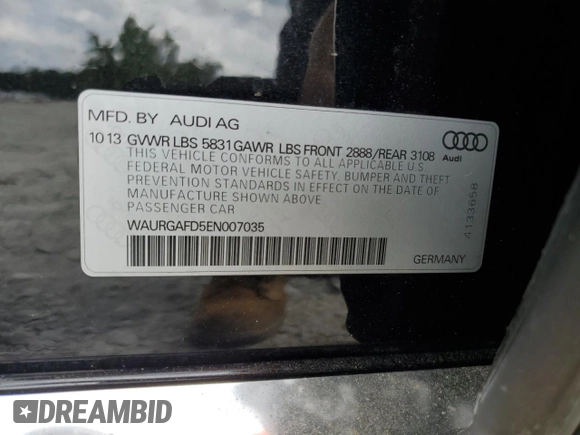 MFD. BY AUDI AG
10 13 GVWR LBS 5831 GAWR LBS FRONT 2888/REAR 3108
THIS VEHICLE CONFORMS TO ALL APPLICABLE U S
FEDERAL MOTOR VEHICLE SAFETY, BUMPER AND THEFT
PREVENTION STANDARDS IN EFFECT ON THE DATE OF
MANUFACTURE SHOWN ABOVE
PASSENGER CAR
Audi
4133658
WAURGAFD5EN007035
GERMANY
DREAMBID